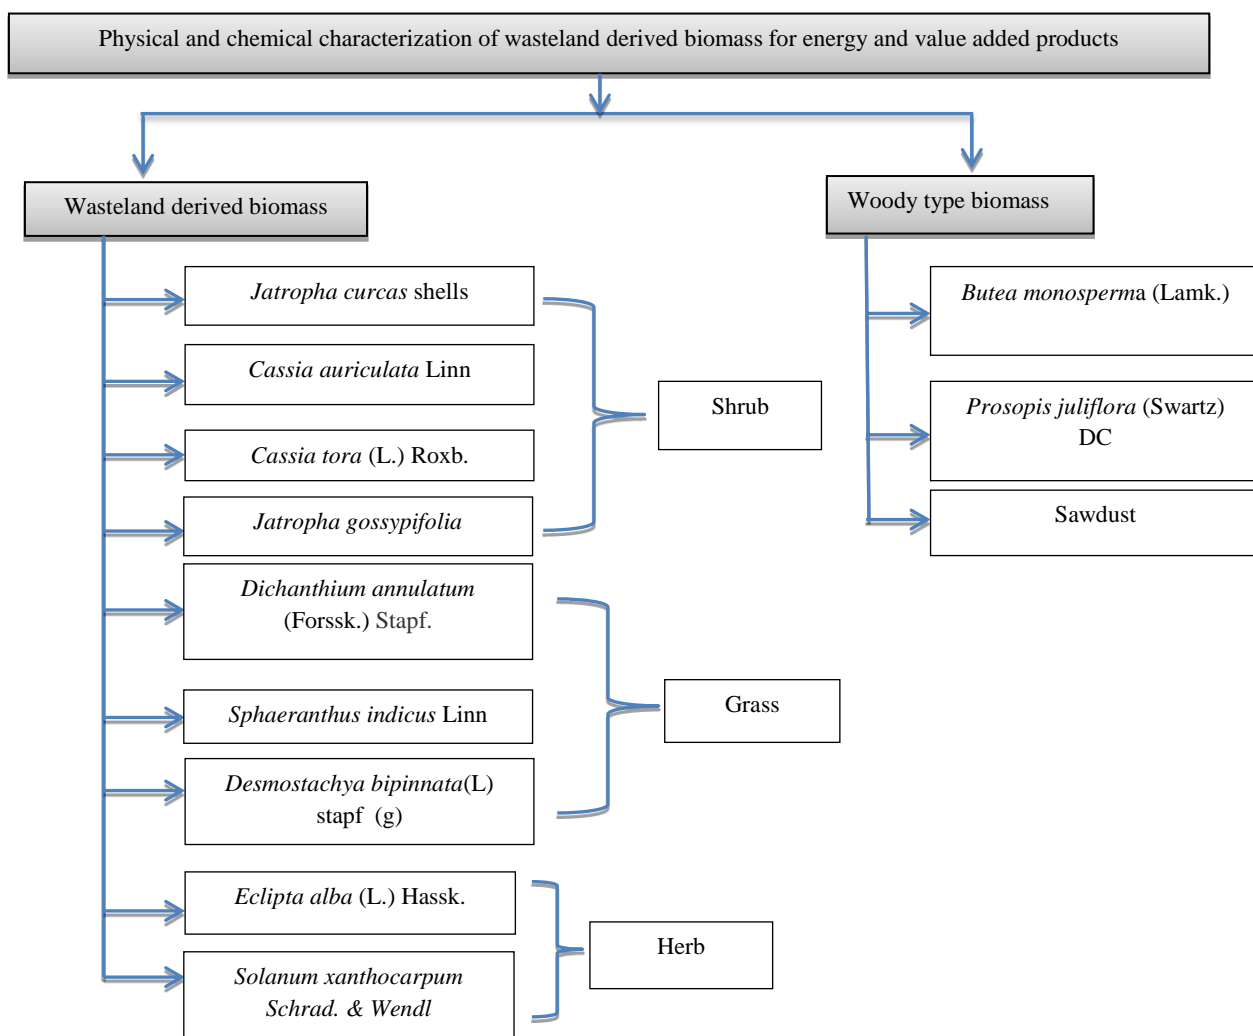 Physical and chemical characterization of wasteland derived biomass for energy and value added products
Wasteland derived biomass
Jatropha curcas shells
Cassia auriculata Linn
Cassia tora (L.) Roxb.
Jatropha gossypifolia
Shrub
Dichanthium annulatum
(Forssk.) Stapf.
Sphaeranthus indicus Linn
Desmostachya bipinnata(L)
stapf (g)
Grass
Eclipta alba (L.) Hassk.
Solanum xanthocarpum
Schrad. & Wendl
Herb
Woody type biomass
Butea monosperma (Lamk.)
Prosopis juliflora (Swartz)
DC
Sawdust